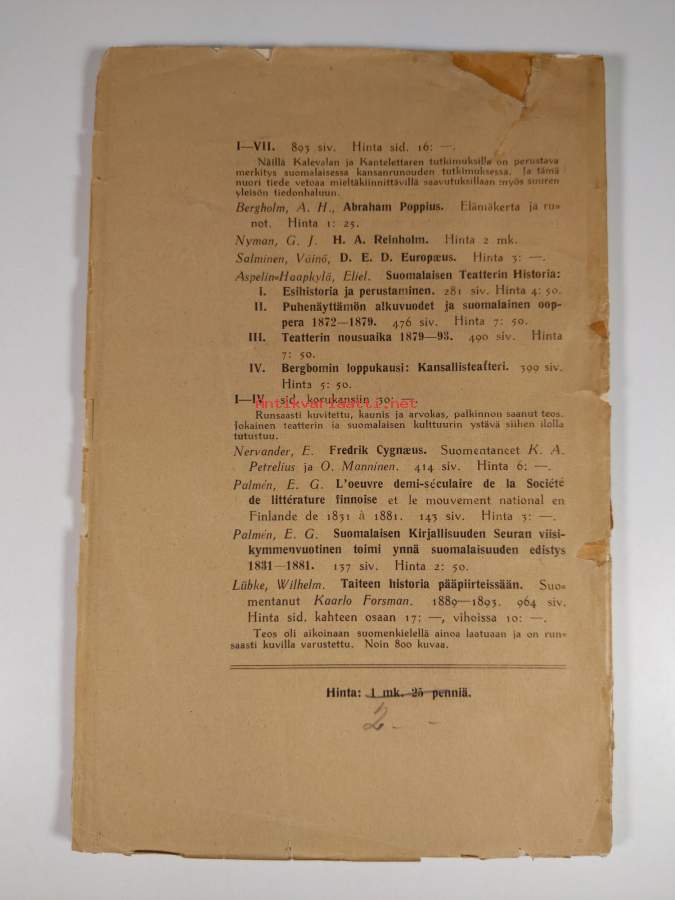 I—VII. 893 siv. Hinta sid. 16: —.
Näillä Kalevalan ja Kantelettaren tutkimuksilla on perustava
merkitys suomalaisessa kansanrunouden tutkimuksessa. Ja tämä
nuori tiede vetoaa mieltäkiinnittävillä saavutuksillaan myös suuren
yleisön tiedonhaluun.
Bergholm, A. H., Abraham Poppius. Elämäkerta ja ru-
not. Hinta 1: 25.
Nyman, G. J. H. A. Reinholm. Hinta 2 mk.
Salminen, Väinö, D. E. D. Europæus. Hinta 3: —.
Aspelin-Haapkylä, Eliel. Suomalaisen Teatterin Historia:
I. Esihistoria ja perustaminen. 281 siv. Hinta 4: 50.
II. Puhenäyttämön alkuvuodet ja suomalainen oop-
pera 1872—1879. 476 siv. Hinta 7: 50.
III. Teatterin nousuaika 1879—93. 490 siv. Hinta
7: 50.
IV. Bergbomin loppukausi: Kansallisteatteri. 399 siv.
Hinta 5: 50.
I—IV sid. korukansiin 30: —.
Antikvariaatti.net
Runsaasti kuvitettu, kaunis ja arvokas, palkinnon saanut teos.
Jokainen teatterin ja suomalaisen kulttuurin ystävä siihen ilolla
tutustuu.
Nervander, E. Fredrik Cygnæus. Suomentaneet K. A.
Petrelius ja O. Manninen. 414 siv. Hinta 6: —.
Palmén, E. G. L'oeuvre demi-séculaire de la Société
de littérature finnoise et le mouvement national en
Finlande de 1831 à 1881. 143 siv. Hinta 3: —.
Palmén, E. G. Suomalaisen Kirjallisuuden Seuran viisi-
kymmenvuotinen toimi ynnä suomalaisuuden edistys
1831—1881. 137 siv. Hinta 2: 50.
Lübke, Wilhelm. Taiteen historia pääpiirteissään. Suo-
mentanut Kaarlo Forsman. 1889—1893. 964 siv.
Hinta sid. kahteen osaan 17: —, vihoissa 10: —.
Teos oli aikoinaan suomenkielellä ainoa laatuaan ja on run-
saasti kuvilla varustettu. Noin 800 kuvaa.
Hinta: 1 mk. 25 penniä.
2 - -